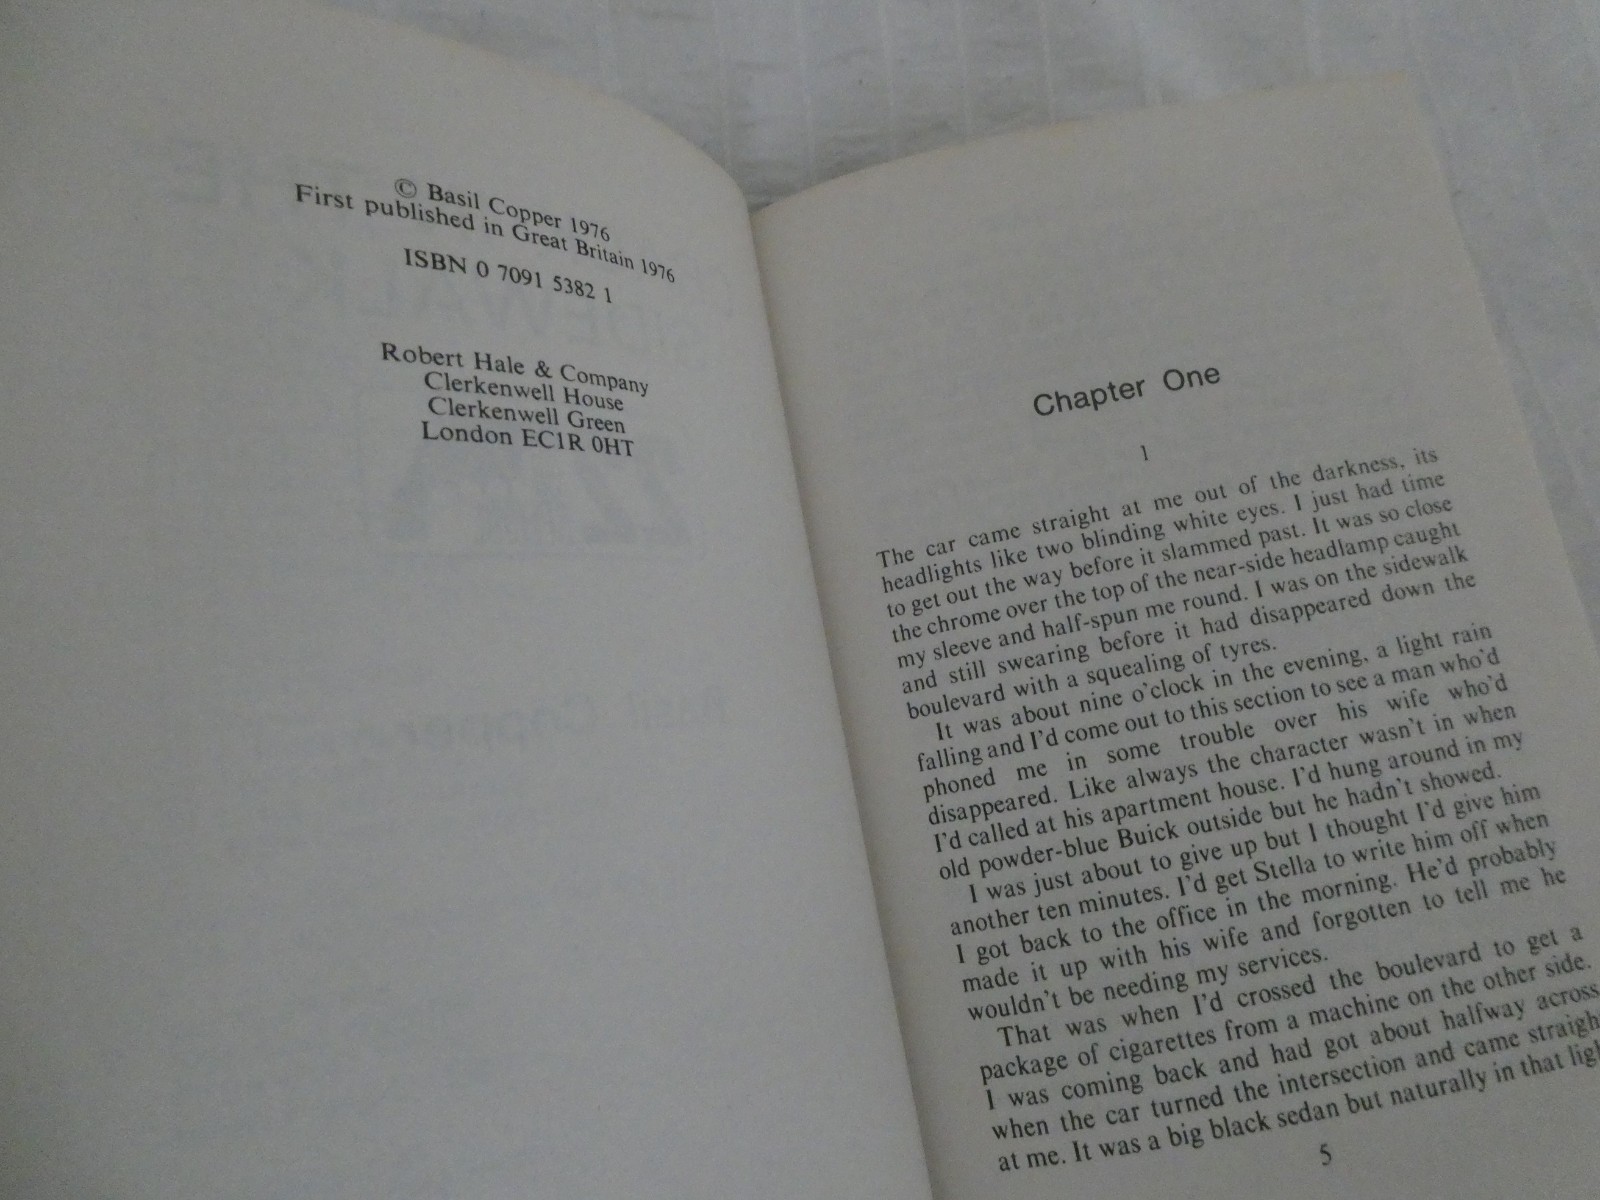 © Basil Copper 1976
First published in Great Britain 1976
ISBN 0 7091 5382 1
Robert Hale & Company
Clerkenwell House
Clerkenwell Green
London EC1R 0HT
Chapter One
1
The car came straight at me out of the darkness, its
headlights like two blinding white eyes. I just had time
to get out the way before it slammed past. It was so close
the chrome over the top of the near-side headlamp caught
my sleeve and half-spun me round. I was on the sidewalk
and still swearing before it had disappeared down the
boulevard with a squealing of tyres.
It was about nine o'clock in the evening, a light rain
falling and I'd come out to this section to see a man who'd
phoned me in some trouble over his wife who'd
disappeared. Like always the character wasn't in when
I'd called at his apartment house. I'd hung around in my
old powder-blue Buick outside but he hadn't showed.
I was just about to give up but I thought I'd give him
another ten minutes. I'd get Stella to write him off when
I got back to the office in the morning. He'd probably
made it up with his wife and forgotten to tell me he
wouldn't be needing my services.
That was when I'd crossed the boulevard to get a
package of cigarettes from a machine on the other side.
I was coming back and had got about halfway across
when the car turned the intersection and came straigh
at me. It was a big black sedan but naturally in that ligh
5